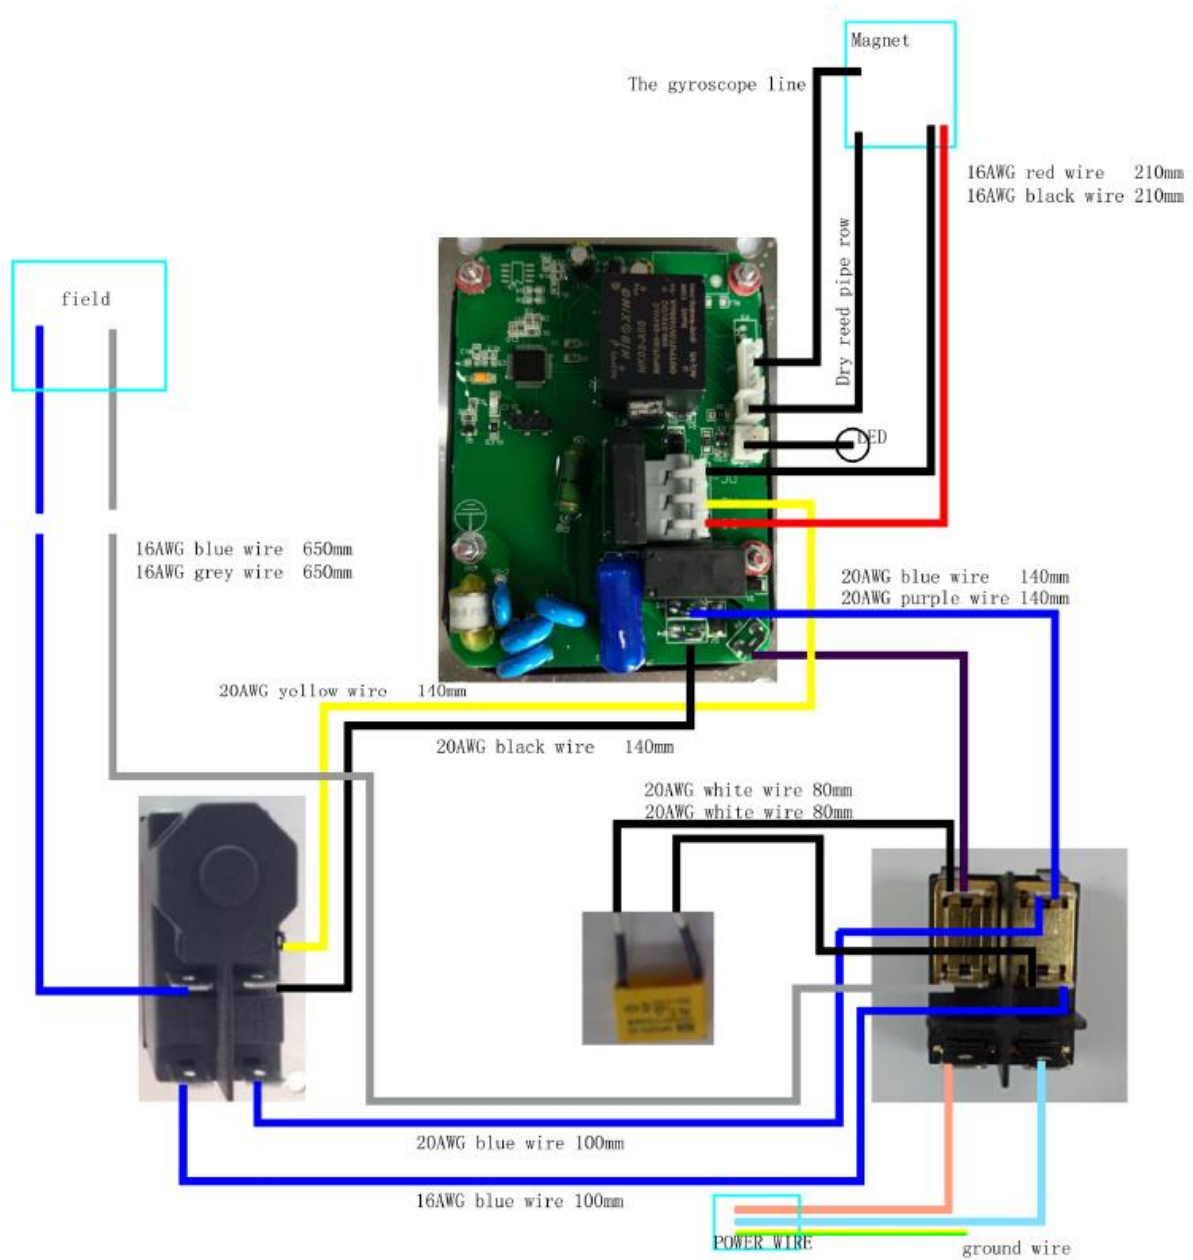 Magnet
The gyroscope line
16AWG red wire 210mm
16AWG black wire 210mm
Dry reed pipe row
field
LED
16AWG blue wire 650mm
16AWG grey wire 650mm
20AWG blue wire 140mm
20AWG purple wire 140mm
20AWG yellow wire 140mm
20AWG black wire 140mm
20AWG white wire 80mm
20AWG white wire 80mm
20AWG blue wire 100mm
16AWG blue wire 100mm
POWER WIRE
ground wire